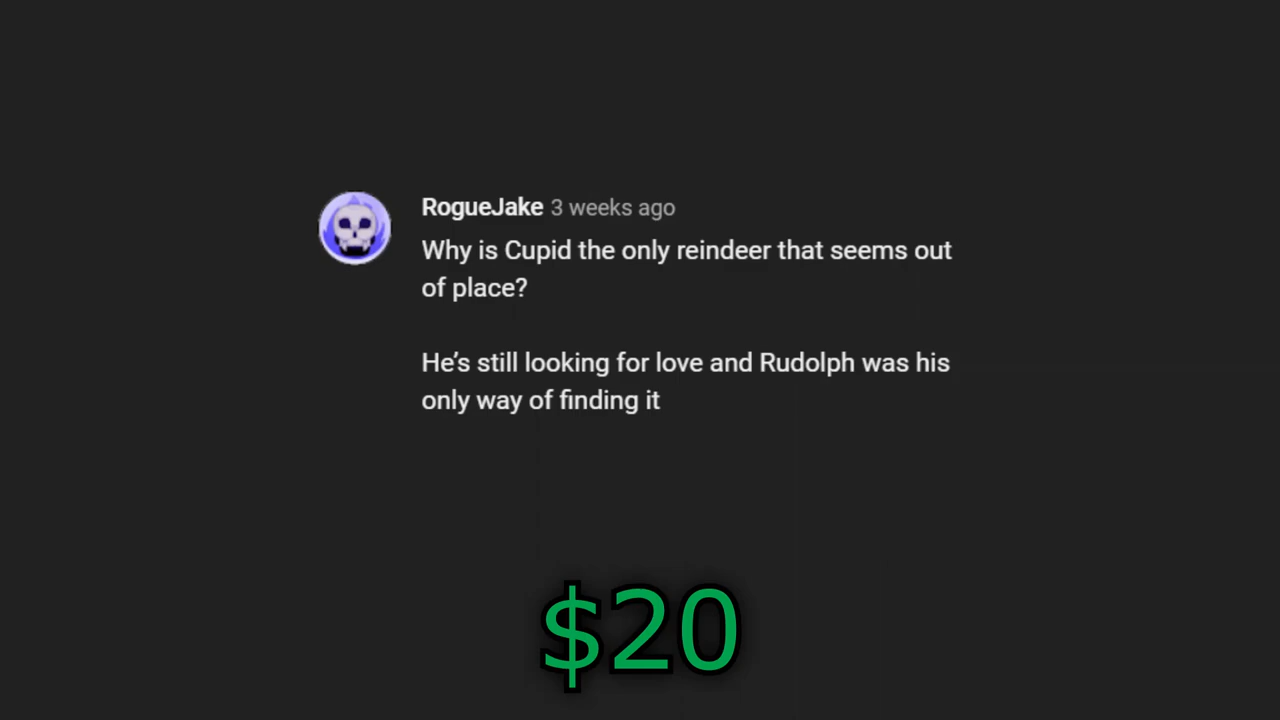 RogueJake 3 weeks ago
Why is Cupid the only reindeer that seems out
of place?
He’s still looking for love and Rudolph was his
only way of finding it
$20